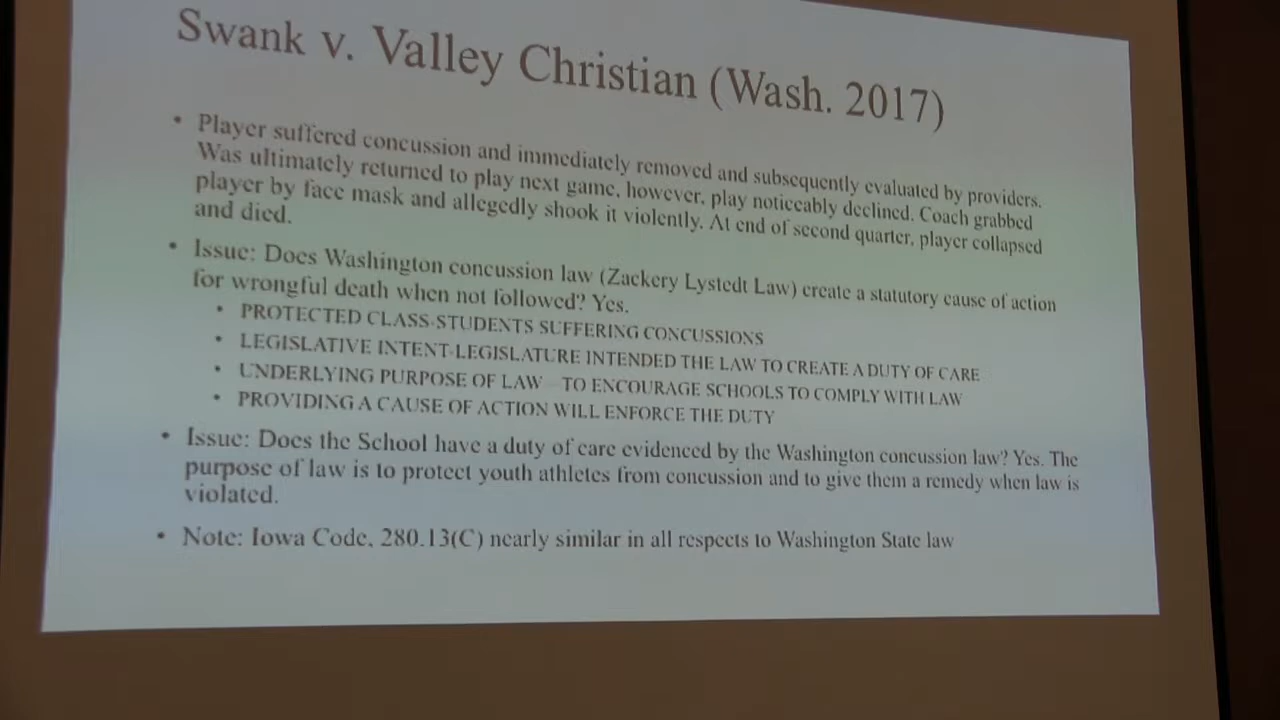 Swank v. Valley Christian (Wash. 2017)
• Player suffered concussion and immediately removed and subsequently evaluated by providers.
Was ultimately returned to play next game, however, play noticeably declined. Coach grabbed
player by face mask and allegedly shook it violently. At end of second quarter, player collapsed
and died.
• Issue: Does Washington concussion law (Zackery Lystedt Law) create a statutory cause of action
for wrongful death when not followed? Yes.
• PROTECTED CLASS-STUDENTS SUFFERING CONCUSSIONS
• LEGISLATIVE INTENT-LEGISLATURE INTENDED THE LAW TO CREATE A DUTY OF CARE
• UNDERLYING PURPOSE OF LAW TO ENCOURAGE SCHOOLS TO COMPLY WITH LAW
• PROVIDING A CAUSE OF ACTION WILL ENFORCE THE DUTY
• Issue: Does the School have a duty of care evidenced by the Washington concussion law? Yes. The
purpose of law is to protect youth athletes from concussion and to give them a remedy when law is
violated.
• Note: Iowa Code, 280.13(C) nearly similar in all respects to Washington State law